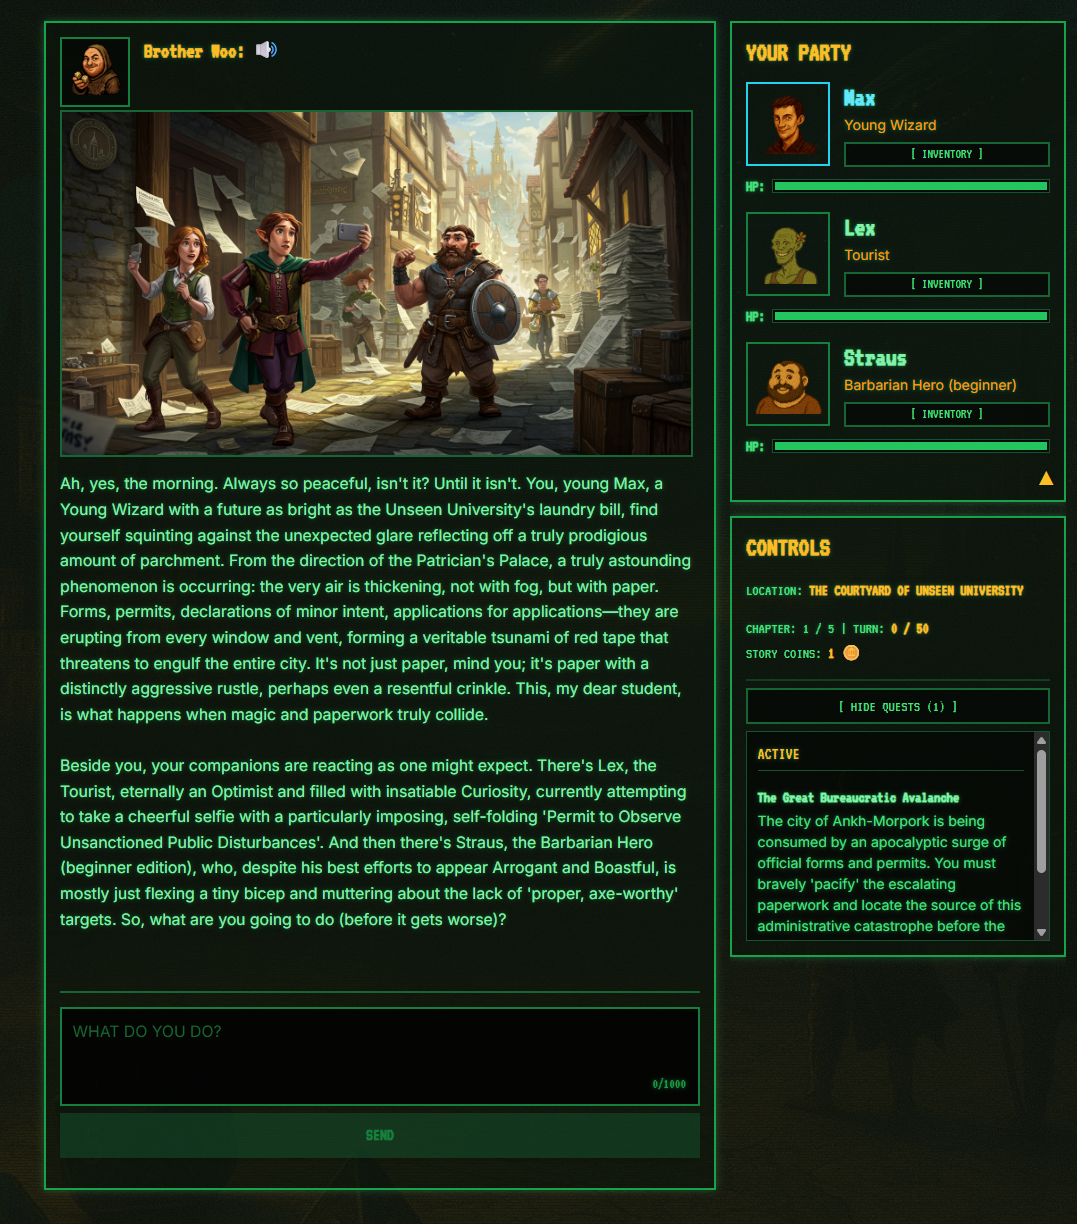 Brother Woo:
Ah, yes, the morning. Always so peaceful, isn't it? Until it isn't. You, young Max, a
Young Wizard with a future as bright as the Unseen University's laundry bill, find
yourself squinting against the unexpected glare reflecting off a truly prodigious
amount of parchment. From the direction of the Patrician's Palace, a truly astounding
phenomenon is occurring: the very air is thickening, not with fog, but with paper.
Forms, permits, declarations of minor intent, applications for applications—they are
erupting from every window and vent, forming a veritable tsunami of red tape that
threatens to engulf the entire city. It's not just paper, mind you; it's paper with a
distinctly aggressive rustle, perhaps even a resentful crinkle. This, my dear student,
is what happens when magic and paperwork truly collide.
Beside you, your companions are reacting as one might expect. There's Lex, the
Tourist, eternally an Optimist and filled with insatiable Curiosity, currently attempting
to take a cheerful selfie with a particularly imposing, self-folding 'Permit to Observe
Unsanctioned Public Disturbances'. And then there's Straus, the Barbarian Hero
(beginner edition), who, despite his best efforts to appear Arrogant and Boastful, is
mostly just flexing a tiny bicep and muttering about the lack of 'proper, axe-worthy'
targets. So, what are you going to do (before it gets worse)?
WHAT DO YOU DO?
0/1000
SEND
YOUR PARTY
Max
Young Wizard
[ INVENTORY ]
HP:
Lex
Tourist
[ INVENTORY ]
HP:
Straus
Barbarian Hero (beginner)
[ INVENTORY ]
HP:
CONTROLS
LOCATION: THE COURTYARD OF UNSEEN UNIVERSITY
CHAPTER: 1 / 5 | TURN: 0 / 50
STORY COINS: 1
[ HIDE QUESTS (1) ]
ACTIVE
The Great Bureaucratic Avalanche
The city of Ankh-Morpork is being
consumed by an apocalyptic surge of
official forms and permits. You must
bravely 'pacify' the escalating
paperwork and locate the source of this
administrative catastrophe before the